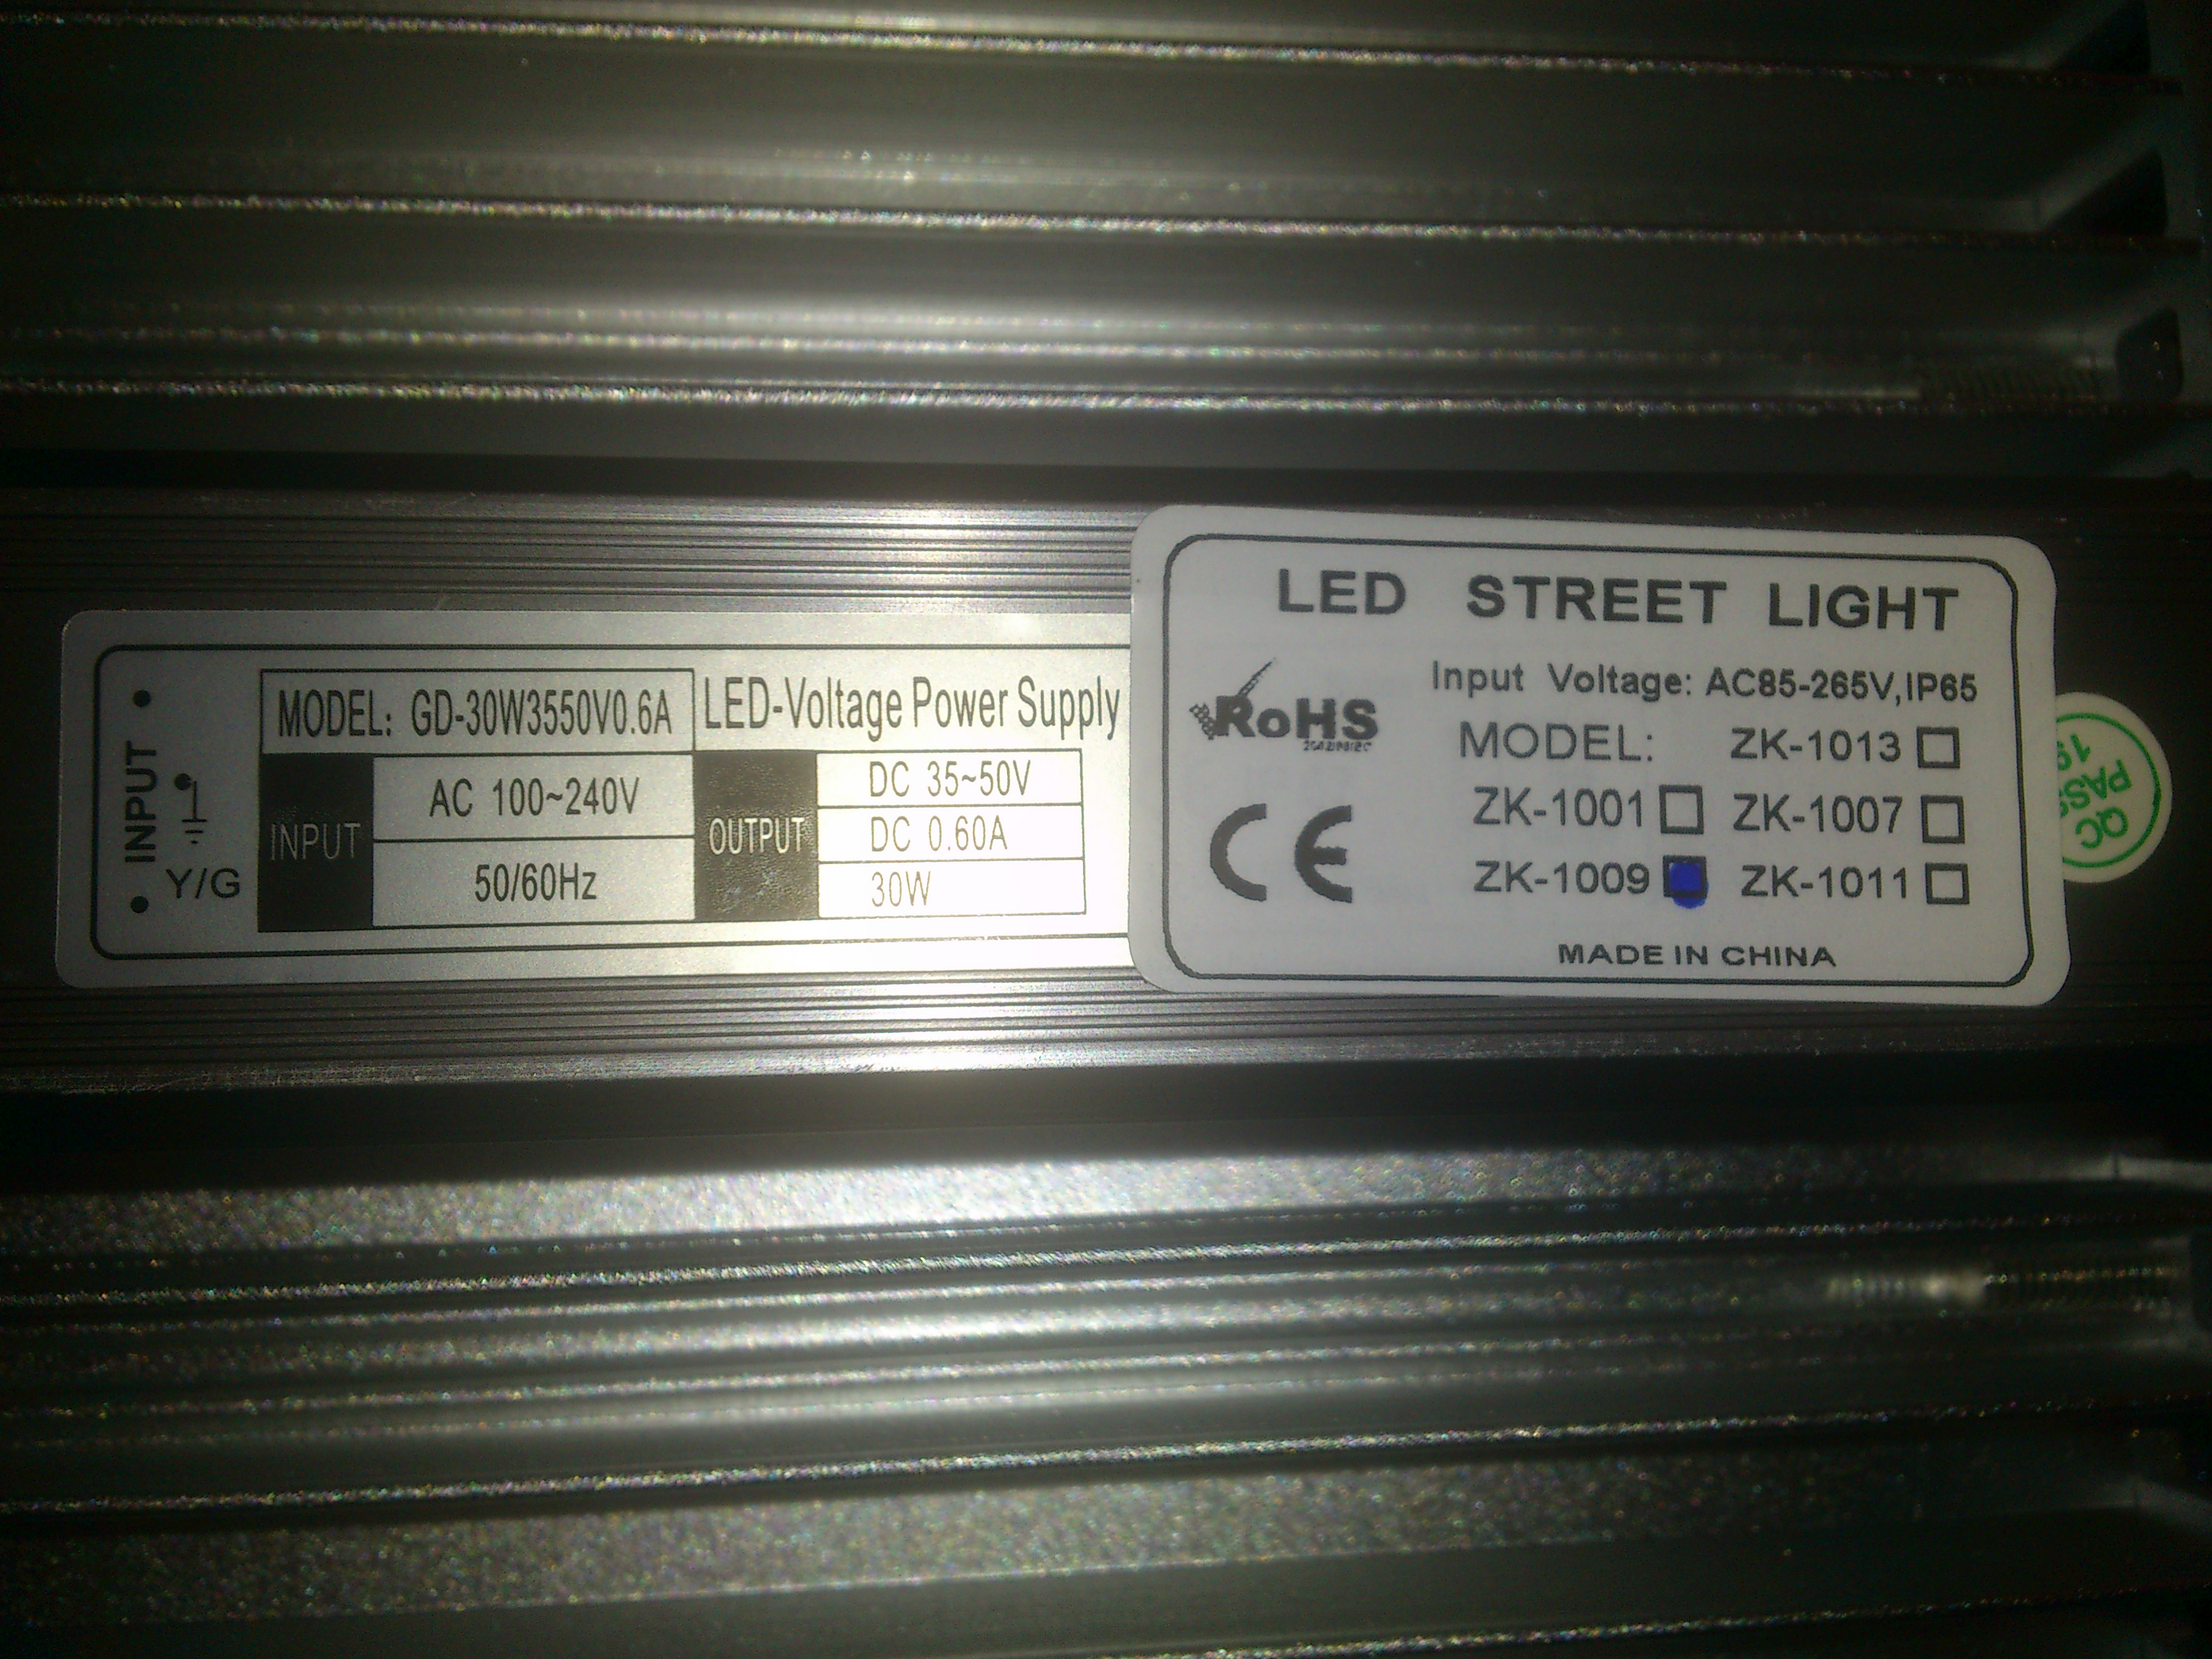 INPUT
Y/G
MODEL: GD-30W3550V0.6A
LED-Voltage Power Supply
INPUT
AC 100~240V
50/60Hz
OUTPUT
DC 35~50V
DC 0.60A
30W
LED STREET LIGHT
RoHS
CE
Input Voltage: AC85-265V,IP65
MODEL: ZK-1013
ZK-1001 ZK-1007
ZK-1009 ZK-1011
MADE IN CHINA
QC
PASS